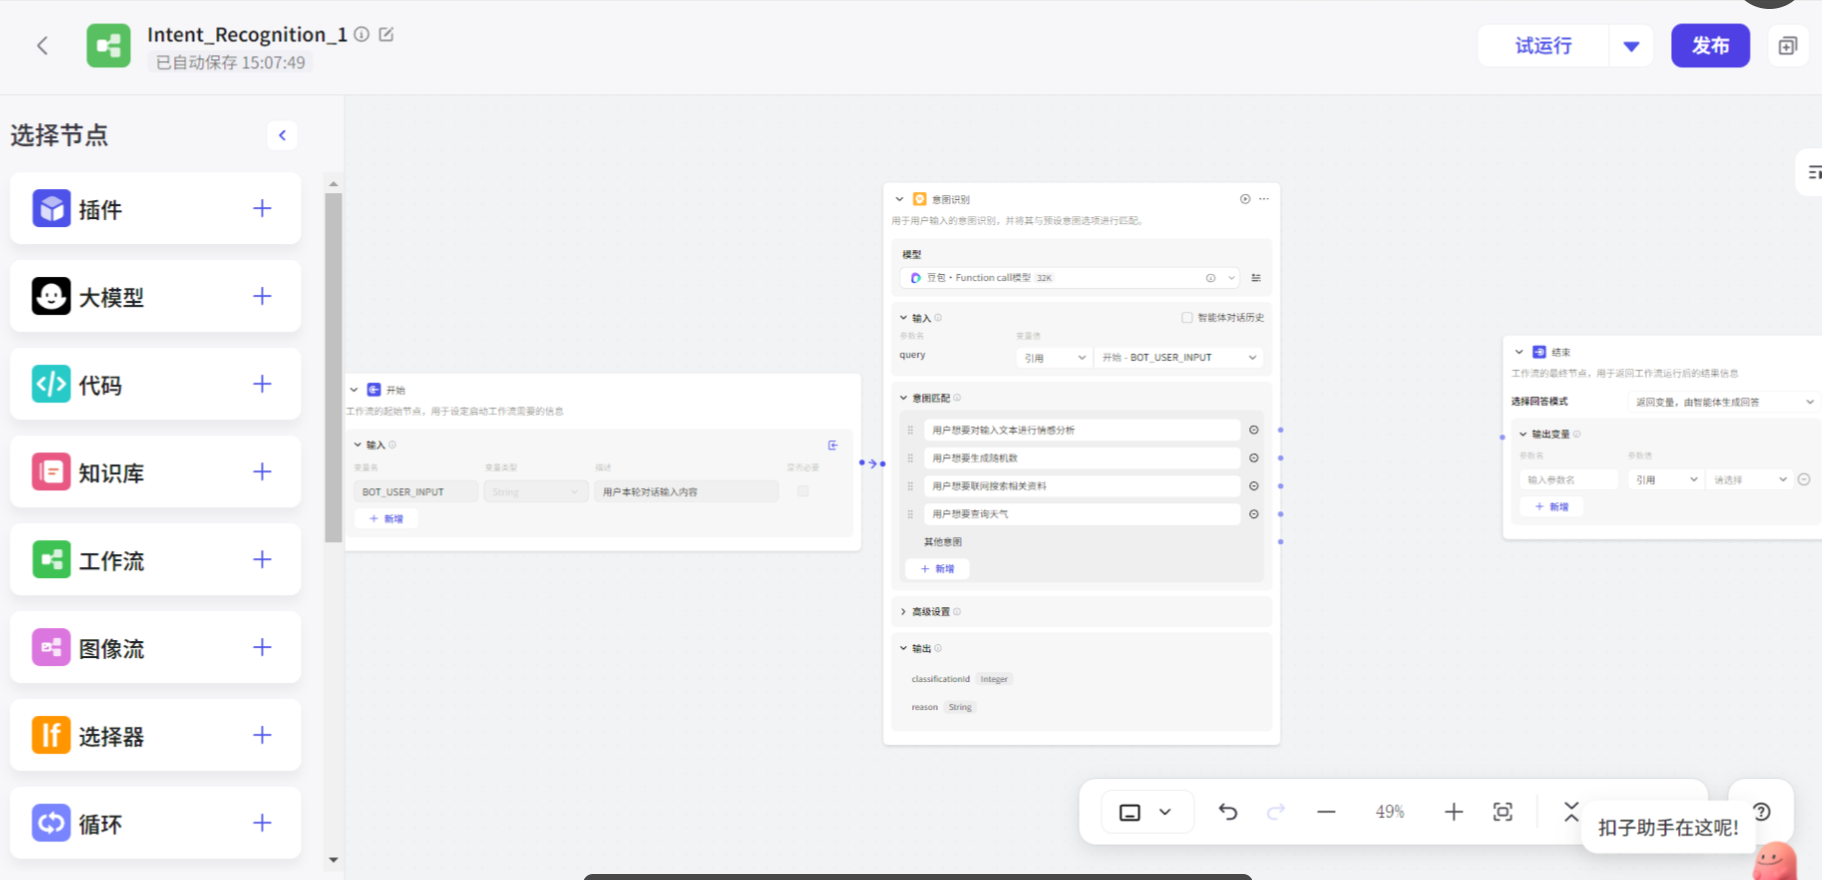 Intent_Recognition_1
已自动保存 15:07:49
试运行
发布
选择节点
插件
大模型
代码
知识库
工作流
图像流
If
选择器
循环
开始
工作流的起始节点，用于设定启动工作流需要的信息
输入
变量名 变量类型 描述 是否必要
BOT_USER_INPUT String 用户本轮对话输入内容
新增
意图识别
用于用户输入的意图识别，并将其与预设意图选项进行匹配。
模型
豆包・Function call模型 32K
输入 智能体对话历史
参数名 变量值
query 引用 开始 - BOT_USER_INPUT
意图匹配
用户想要对输入文本进行情感分析
用户想要生成随机数
用户想要联网搜索相关资料
用户想要查询天气
其他意图
新增
高级设置
输出
classificationId Integer
reason String
结束
工作流的最终节点，用于返回工作流运行后的结果信息
选择回答模式 返回变量，由智能体生成回答
输出变量
参数名 参数值
输入参数名 引用 请选择
新增
49%
扣子助手在这呢!